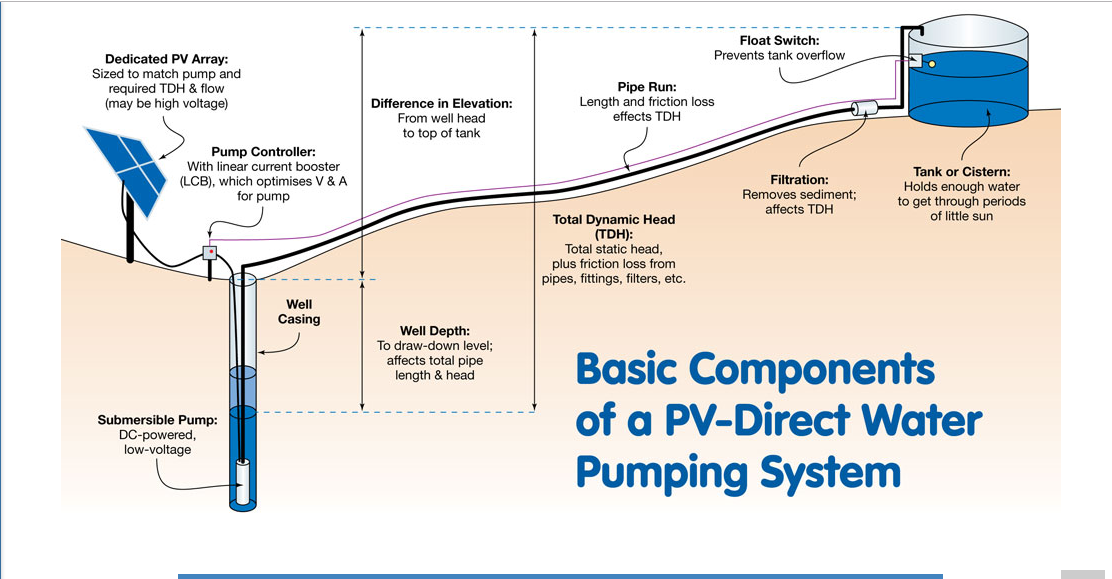 Dedicated PV Array:
Sized to match pump and
required TDH & flow
(may be high voltage)
Pump Controller:
With linear current booster
(LCB), which optimises V & A
for pump
Difference in Elevation:
From well head
to top of tank
Float Switch:
Prevents tank overflow
Pipe Run:
Length and friction loss
effects TDH
Filtration:
Removes sediment;
affects TDH
Tank or Cistern:
Holds enough water
to get through periods
of little sun
Total Dynamic Head
(TDH):
Total static head,
plus friction loss from
pipes, fittings, filters, etc.
Well
Casing
Well Depth:
To draw-down level;
affects total pipe
length & head
Submersible Pump:
DC-powered,
low-voltage
Basic Components
of a PV-Direct Water
Pumping System